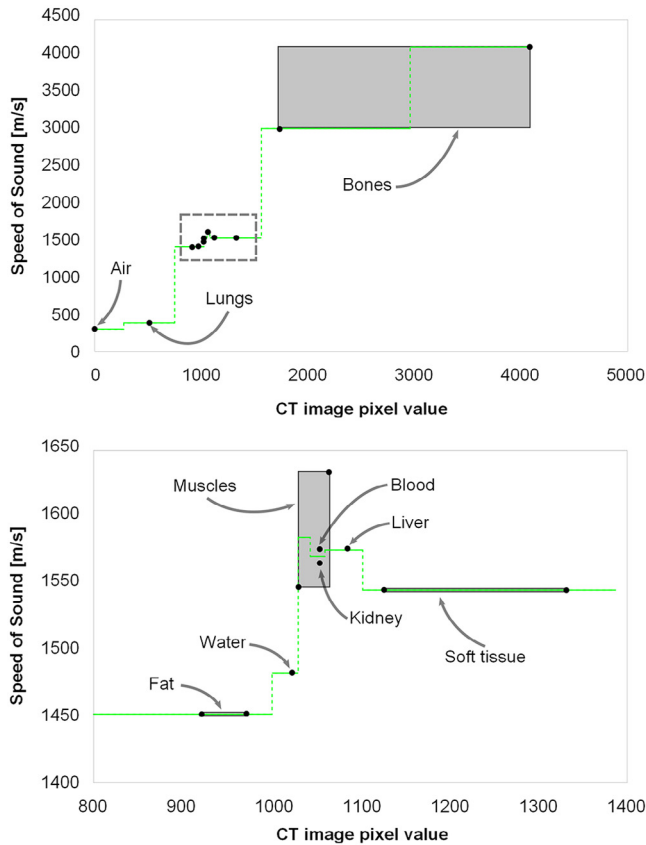 4500
4000
3500
3000
2500
2000
1500
1000
500
0
Speed of Sound [m/s]
Bones
Air
Lungs
0 1000 2000 3000 4000 5000
CT image pixel value
1650
1600
1550
1500
1450
1400
Speed of Sound [m/s]
Muscles
Blood
Liver
Kidney
Water
Soft tissue
Fat
800 900 1000 1100 1200 1300 1400
CT image pixel value